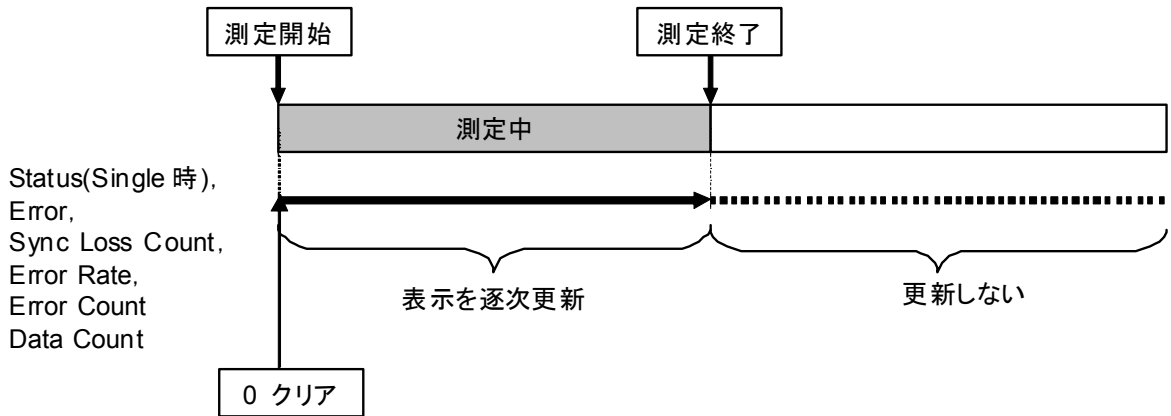 測定開始
測定終了
測定中
Status(Single 時),
Error,
Sync Loss Count,
Error Rate,
Error Count
Data Count
表示を逐次更新
更新しない
0 クリア